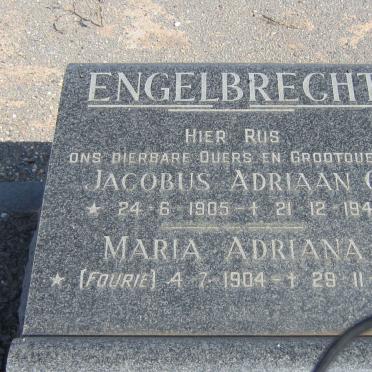 ENGELBRECHT
HIER RUS
ONS DIERBARE OUERS EN
JACOBUS ADRIAAN
★ 24·6·1905 - † 21·12·194
MARIA ADRIANA
★ (FOURIE) 4·7·1904 - † 29·11